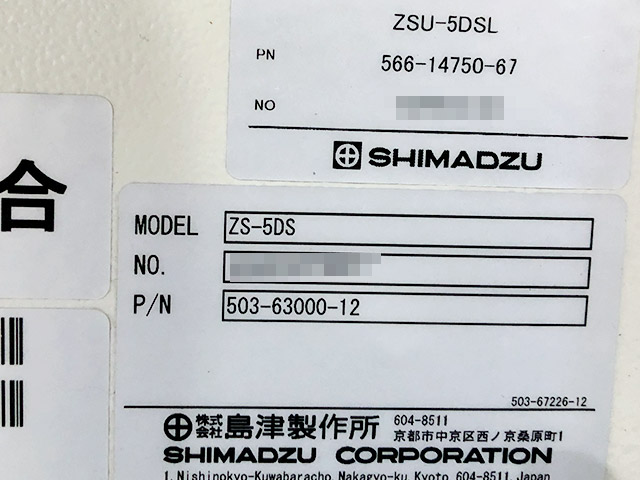 ZSU-5DSL
PN 566-14750-67
NO
SHIMADZU
合
MODEL ZS-5DS
NO.
P/N 503-63000-12
503-67226-12
株式会社 島津製作所 604-8511
京都市中京区西ノ京桑原町1
SHIMADZU CORPORATION
1, Nishinokyo-Kuwabaracho, Nakagyo-ku, Kyoto 604-8511, Japan